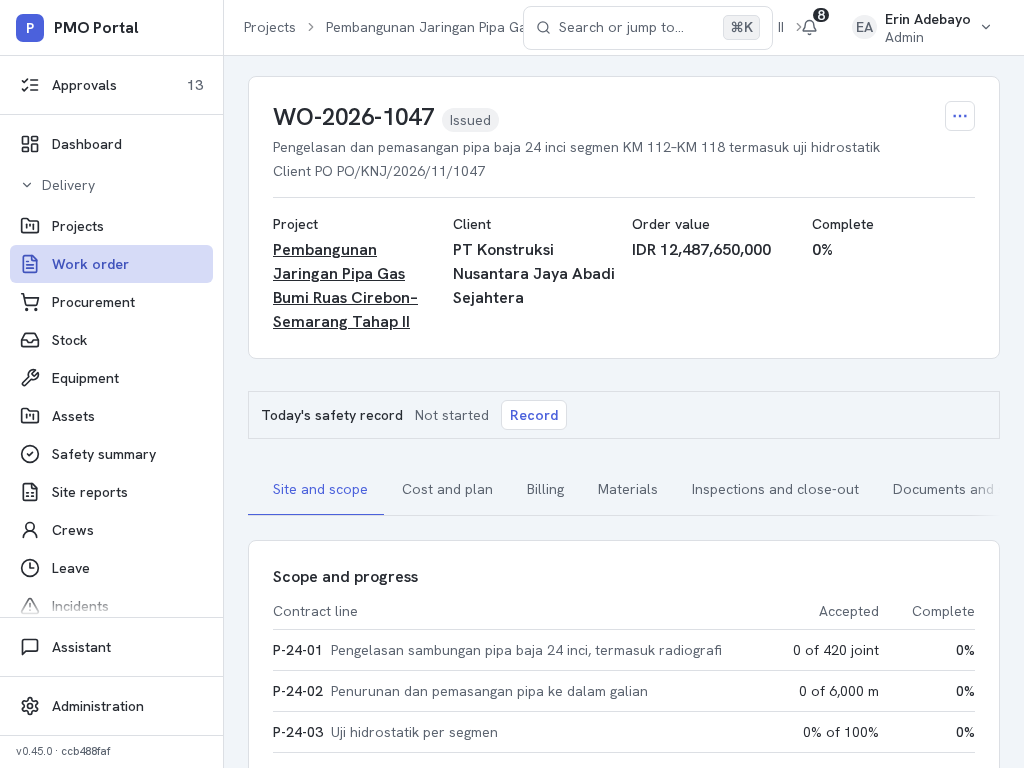 P PMO Portal
Projects
Pembangunan Jaringan Pipa Ga
Search or jump to...
⌘K
II
8
EA
Erin Adebayo
Admin
Approvals 13
Dashboard
Delivery
Projects
Work order
Procurement
Stock
Equipment
Assets
Safety summary
Site reports
Crews
Leave
Incidents
Assistant
Administration
v0.45.0 · ccb488faf
WO-2026-1047 Issued
Pengelasan dan pemasangan pipa baja 24 inci segmen KM 112–KM 118 termasuk uji hidrostatik
Client PO PO/KNJ/2026/11/1047
Project
Pembangunan
Jaringan Pipa Gas
Bumi Ruas Cirebon–
Semarang Tahap II
Client
PT Konstruksi
Nusantara Jaya Abadi
Sejahtera
Order value
IDR 12,487,650,000
Complete
0%
Today's safety record Not started Record
Site and scope Cost and plan Billing Materials Inspections and close-out Documents and
Scope and progress
Contract line Accepted Complete
P-24-01 Pengelasan sambungan pipa baja 24 inci, termasuk radiografi 0 of 420 joint 0%
P-24-02 Penurunan dan pemasangan pipa ke dalam galian 0 of 6,000 m 0%
P-24-03 Uji hidrostatik per segmen 0% of 100% 0%